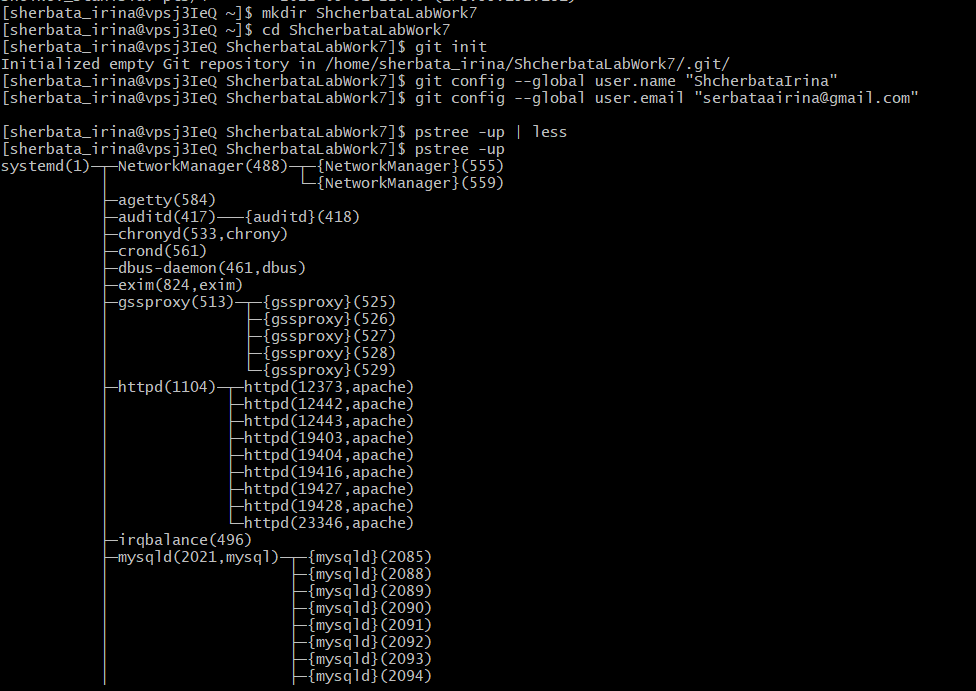 [sherbata_irina@vpsj3IeQ ~]$ mkdir ShcherbataLabWork7
[sherbata_irina@vpsj3IeQ ~]$ cd ShcherbataLabWork7
[sherbata_irina@vpsj3IeQ ShcherbataLabWork7]$ git init
Initialized empty Git repository in /home/sherbata_irina/ShcherbataLabWork7/.git/
[sherbata_irina@vpsj3IeQ ShcherbataLabWork7]$ git config --global user.name "ShcherbataIrina"
[sherbata_irina@vpsj3IeQ ShcherbataLabWork7]$ git config --global user.email "serbataairina@gmail.com"
[sherbata_irina@vpsj3IeQ ShcherbataLabWork7]$ pstree -up | less
[sherbata_irina@vpsj3IeQ ShcherbataLabWork7]$ pstree -up
systemd(1)─┬─NetworkManager(488)─┬─{NetworkManager}(555)
           │                     └─{NetworkManager}(559)
           ├─agetty(584)
           ├─auditd(417)───{auditd}(418)
           ├─chronyd(533,chrony)
           ├─crond(561)
           ├─dbus-daemon(461,dbus)
           ├─exim(824,exim)
           ├─gssproxy(513)─┬─{gssproxy}(525)
           │               ├─{gssproxy}(526)
           │               ├─{gssproxy}(527)
           │               ├─{gssproxy}(528)
           │               └─{gssproxy}(529)
           ├─httpd(1104)─┬─httpd(12373,apache)
           │             ├─httpd(12442,apache)
           │             ├─httpd(12443,apache)
           │             ├─httpd(19403,apache)
           │             ├─httpd(19404,apache)
           │             ├─httpd(19416,apache)
           │             ├─httpd(19427,apache)
           │             ├─httpd(19428,apache)
           │             └─httpd(23346,apache)
           ├─irqbalance(496)
           ├─mysqld(2021,mysql)─┬─{mysqld}(2085)
           │                    ├─{mysqld}(2088)
           │                    ├─{mysqld}(2089)
           │                    ├─{mysqld}(2090)
           │                    ├─{mysqld}(2091)
           │                    ├─{mysqld}(2092)
           │                    ├─{mysqld}(2093)
           │                    ├─{mysqld}(2094)